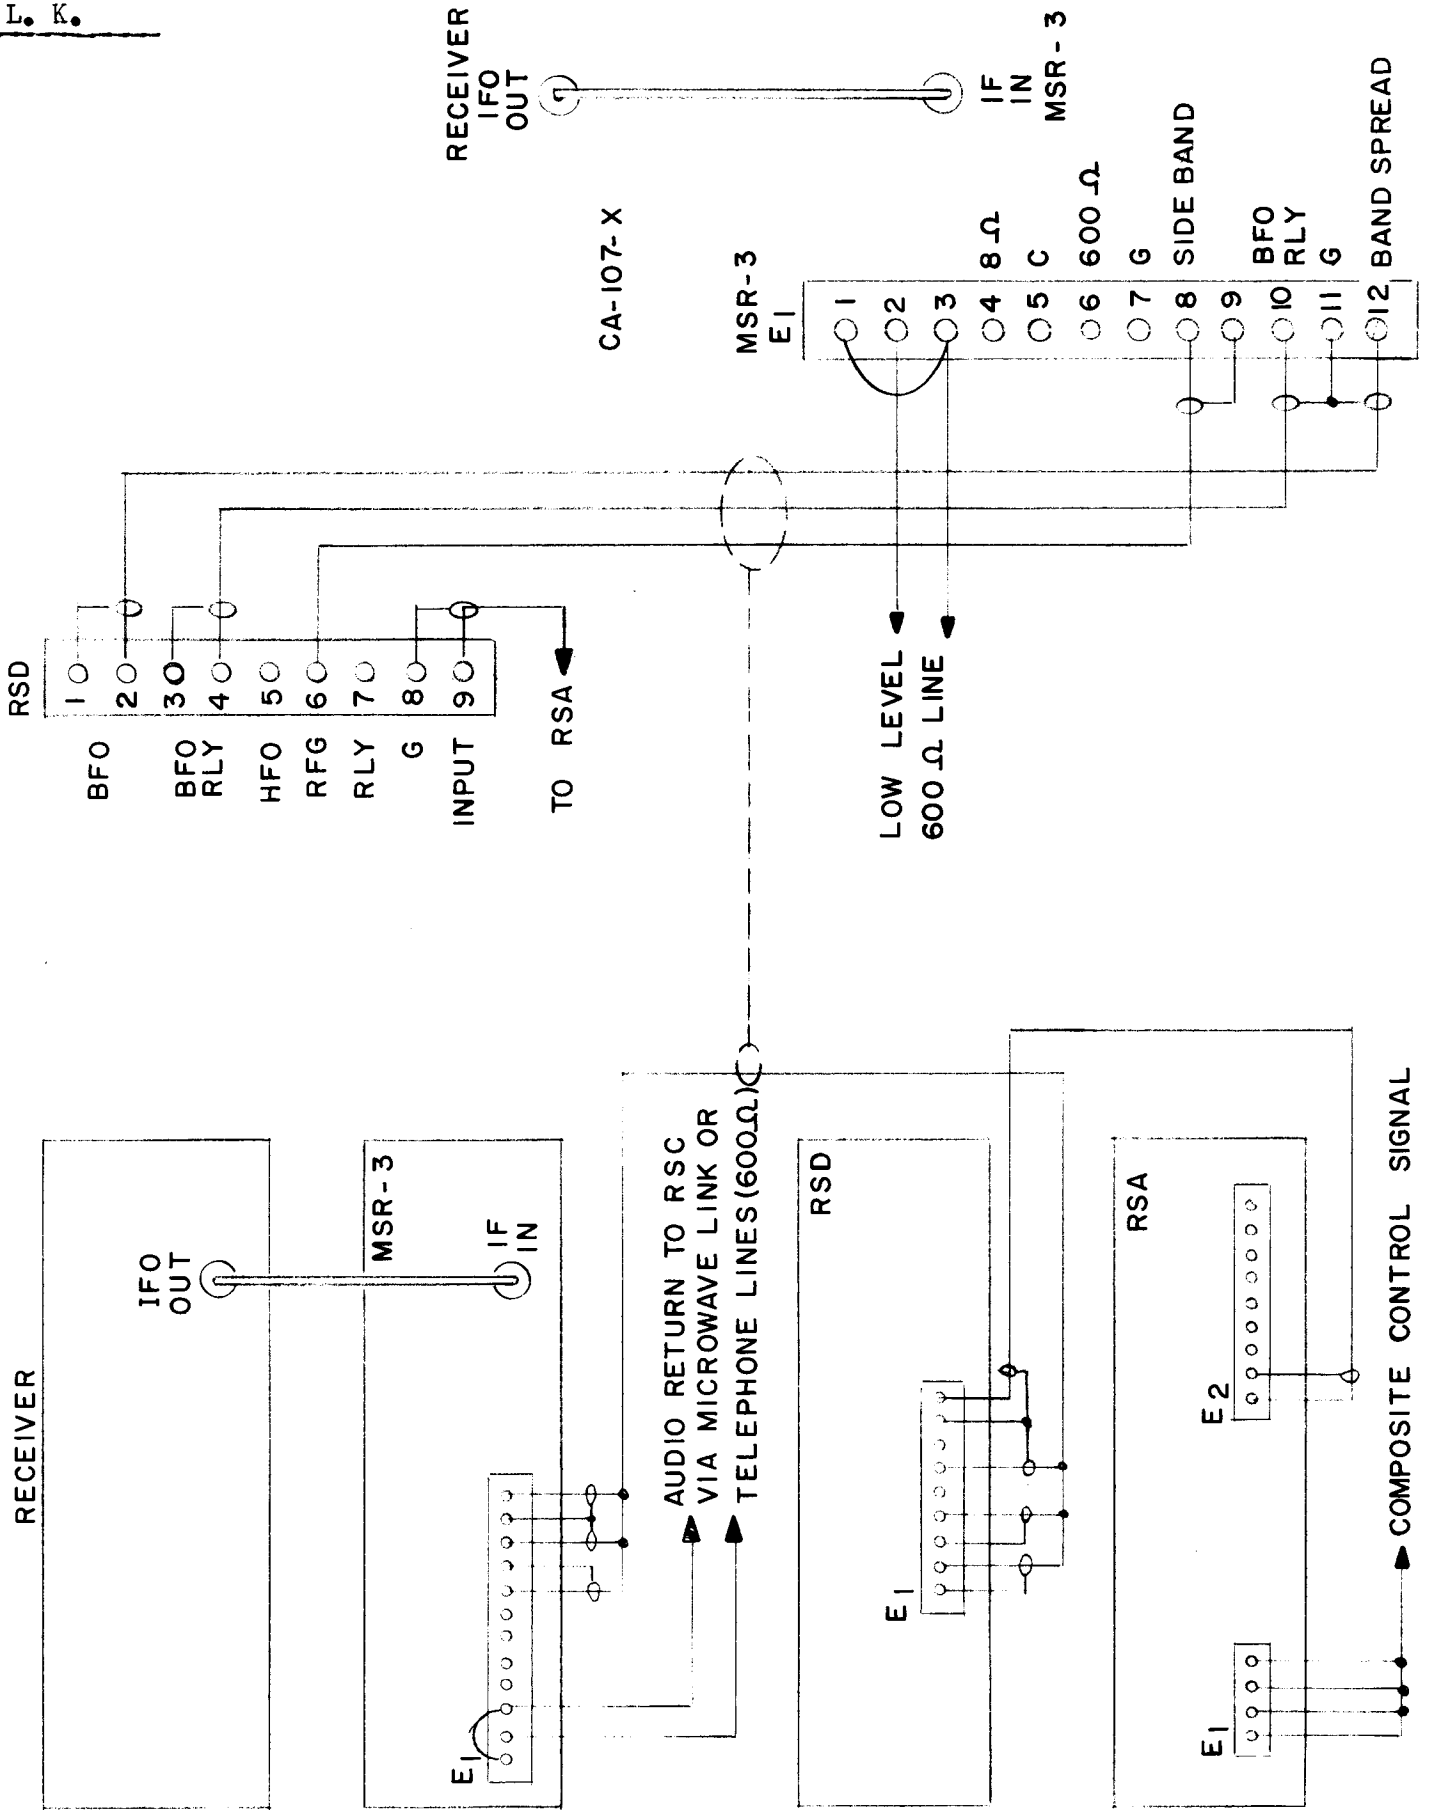 L. K.
RECEIVER
IFO
OUT
IF
IN
MSR-3
CA-107-X
MSR-3
E1
1
2
3
4
5
6
7
8
9
10
11
12
8Ω
C
600Ω
G
SIDE BAND
BFO
RLY
G
BAND SPREAD
RSD
1
2
3
4
5
6
7
8
9
BFO
BFO
RLY
HFO
RFG
RLY
G
INPUT
TO RSA
LOW LEVEL
600Ω LINE
RECEIVER
IFO
OUT
MSR-3
IF
IN
E1
AUDIO RETURN TO RSC
VIA MICROWAVE LINK OR
TELEPHONE LINES(600Ω)
RSD
E1
RSA
E2
E1
COMPOSITE CONTROL SIGNAL